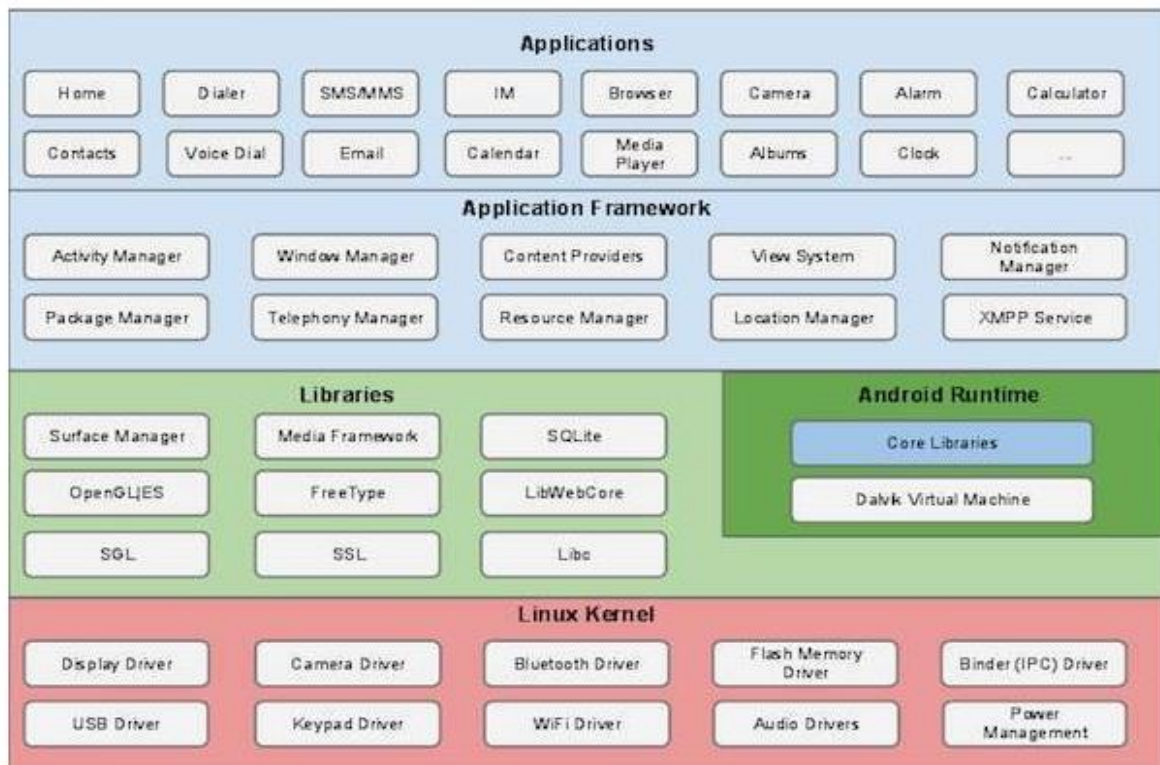 Applications
Home
Dialer
SMS/MMS
IM
Browser
Camera
Alarm
Calculator
Contacts
Voice Dial
Email
Calendar
Media
Player
Albums
Clock
...
Application Framework
Activity Manager
Window Manager
Content Providers
View System
Notification
Manager
Package Manager
Telephony Manager
Resource Manager
Location Manager
XMPP Service
Libraries
Surface Manager
Media Framework
SQLite
OpenGL|ES
FreeType
LibWebCore
SGL
SSL
Libc
Android Runtime
Core Libraries
Dalvik Virtual Machine
Linux Kernel
Display Driver
Camera Driver
Bluetooth Driver
Flash Memory
Driver
Binder (IPC) Driver
USB Driver
Keypad Driver
WiFi Driver
Audio Drivers
Power
Management